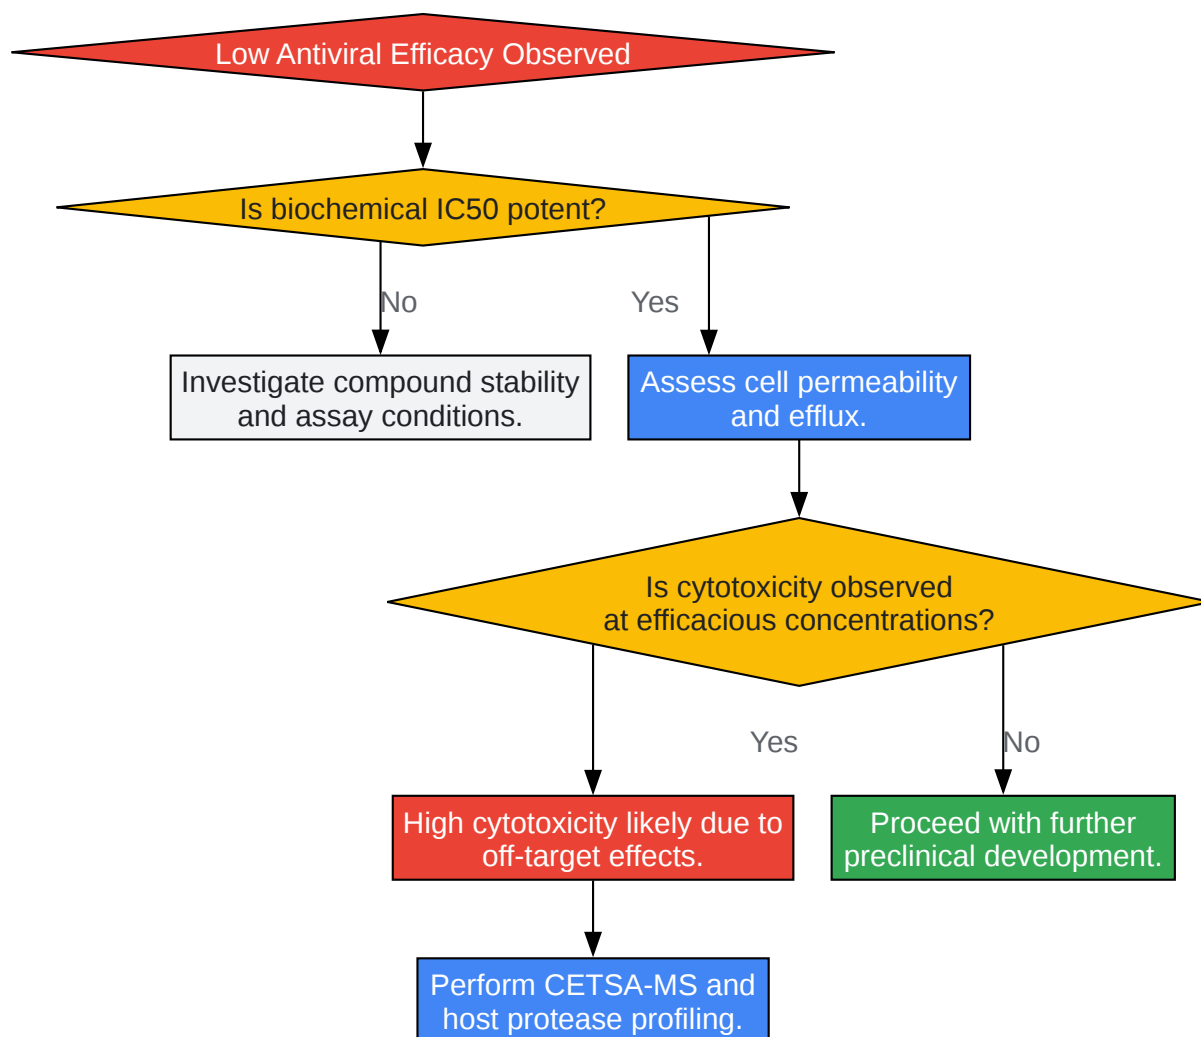 Low Antiviral Efficacy Observed
Is biochemical IC50 potent?
No
Yes
Investigate compound stability
and assay conditions.
Assess cell permeability
and efflux.
Is cytotoxicity observed
at efficacious concentrations?
Yes
No
High cytotoxicity likely due to
off-target effects.
Proceed with further
preclinical development.
Perform CETSA-MS and
host protease profiling.